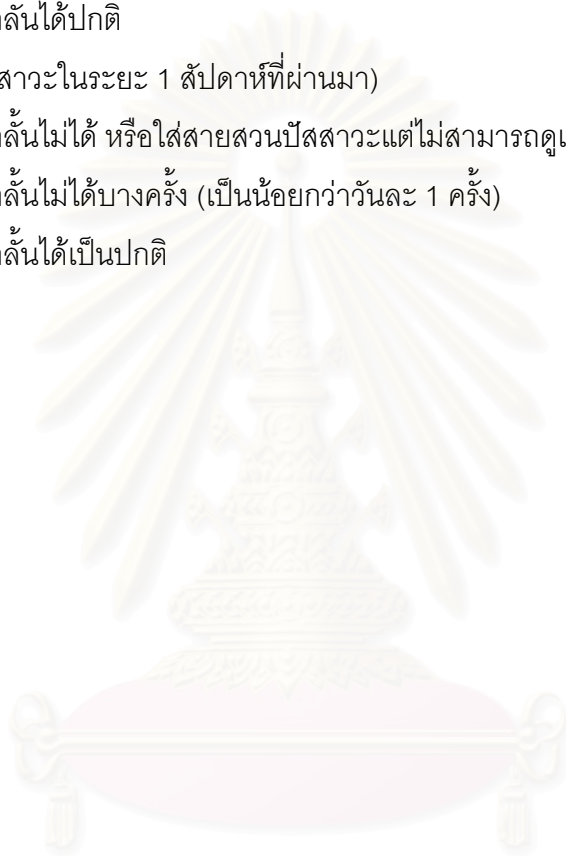 ลั้นได้ปกติ
สาวะในระยะ 1 สัปดาห์ที่ผ่านมา)
ลั้นไม่ได้ หรือใส่สายสวนปัสสาวะแต่ไม่สามารถดูแ
ลั้นไม่ได้บางครั้ง (เป็นน้อยกว่าวันละ 1 ครั้ง)
ลั้นได้เป็นปกติ